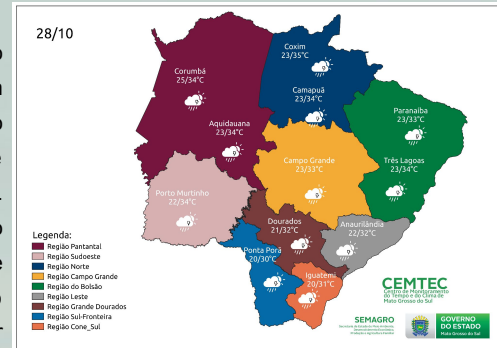 28/10
Coxim
23/35°C
Corumbá
25/34°C
Camapuã
23/34°C
Paranaiba
23/33°C
Aquidauana
23/34°C
Campo Grande
23/33°C
Três Lagoas
23/34°C
Porto Murtinho
22/34°C
Dourados
21/32°C
Anaurilândia
22/32°C
Ponta Porã
20/30°C
Iguatemi
20/31°C
Legenda:
Região Pantantal
Região Sudoeste
Região Norte
Região Campo Grande
Região do Bolsão
Região Leste
Região Grande Dourados
Região Sul-Fronteira
Região Cone_Sul
CEMTEC
Centro de Monitoramento
do Tempo e do Clima de
Mato Grosso do Sul
SEMAGRO
GOVERNO
DO ESTADO
Mato Grosso do Sul